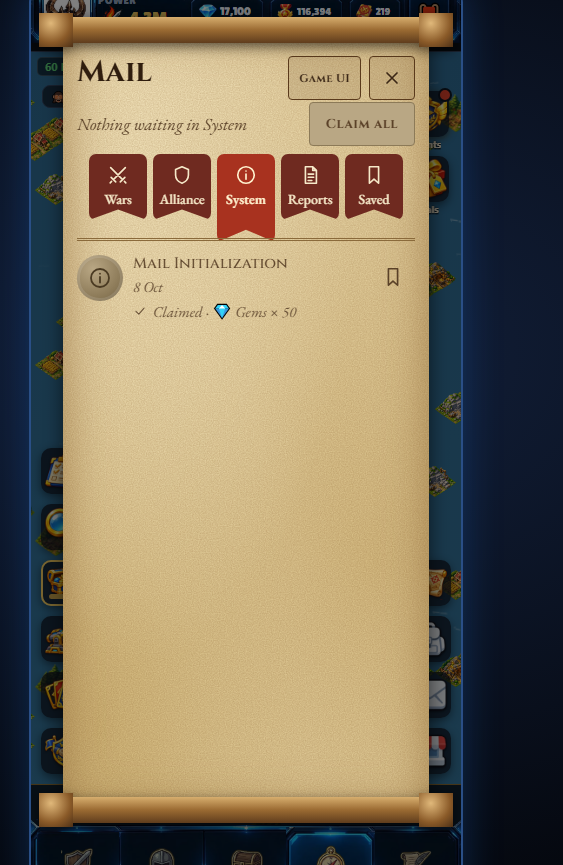 POWER
17,100
116,394
219
60
MAIL
GAME UI
Nothing waiting in System
CLAIM ALL
Wars
Alliance
System
Reports
Saved
MAIL INITIALIZATION
8 Oct
Claimed · Gems × 50